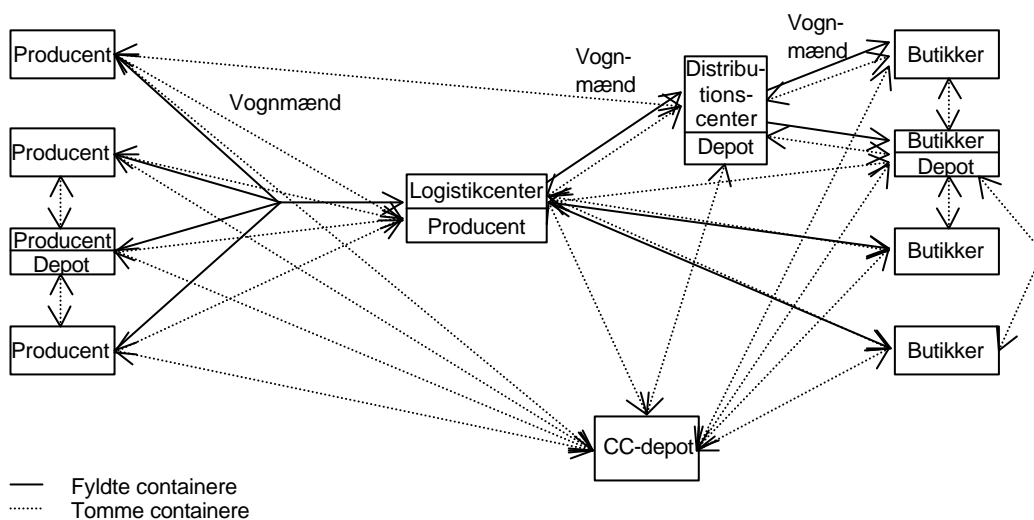 Producent
Producent
Producent
Depot
Producent
Vognmænd
Logistikcenter
Producent
Vogn-
mænd
Distribu-
tions-
center
Depot
Vogn-
mænd
Butikker
Butikker
Depot
Butikker
Butikker
CC-depot
Fyldte containere
Tomme containere